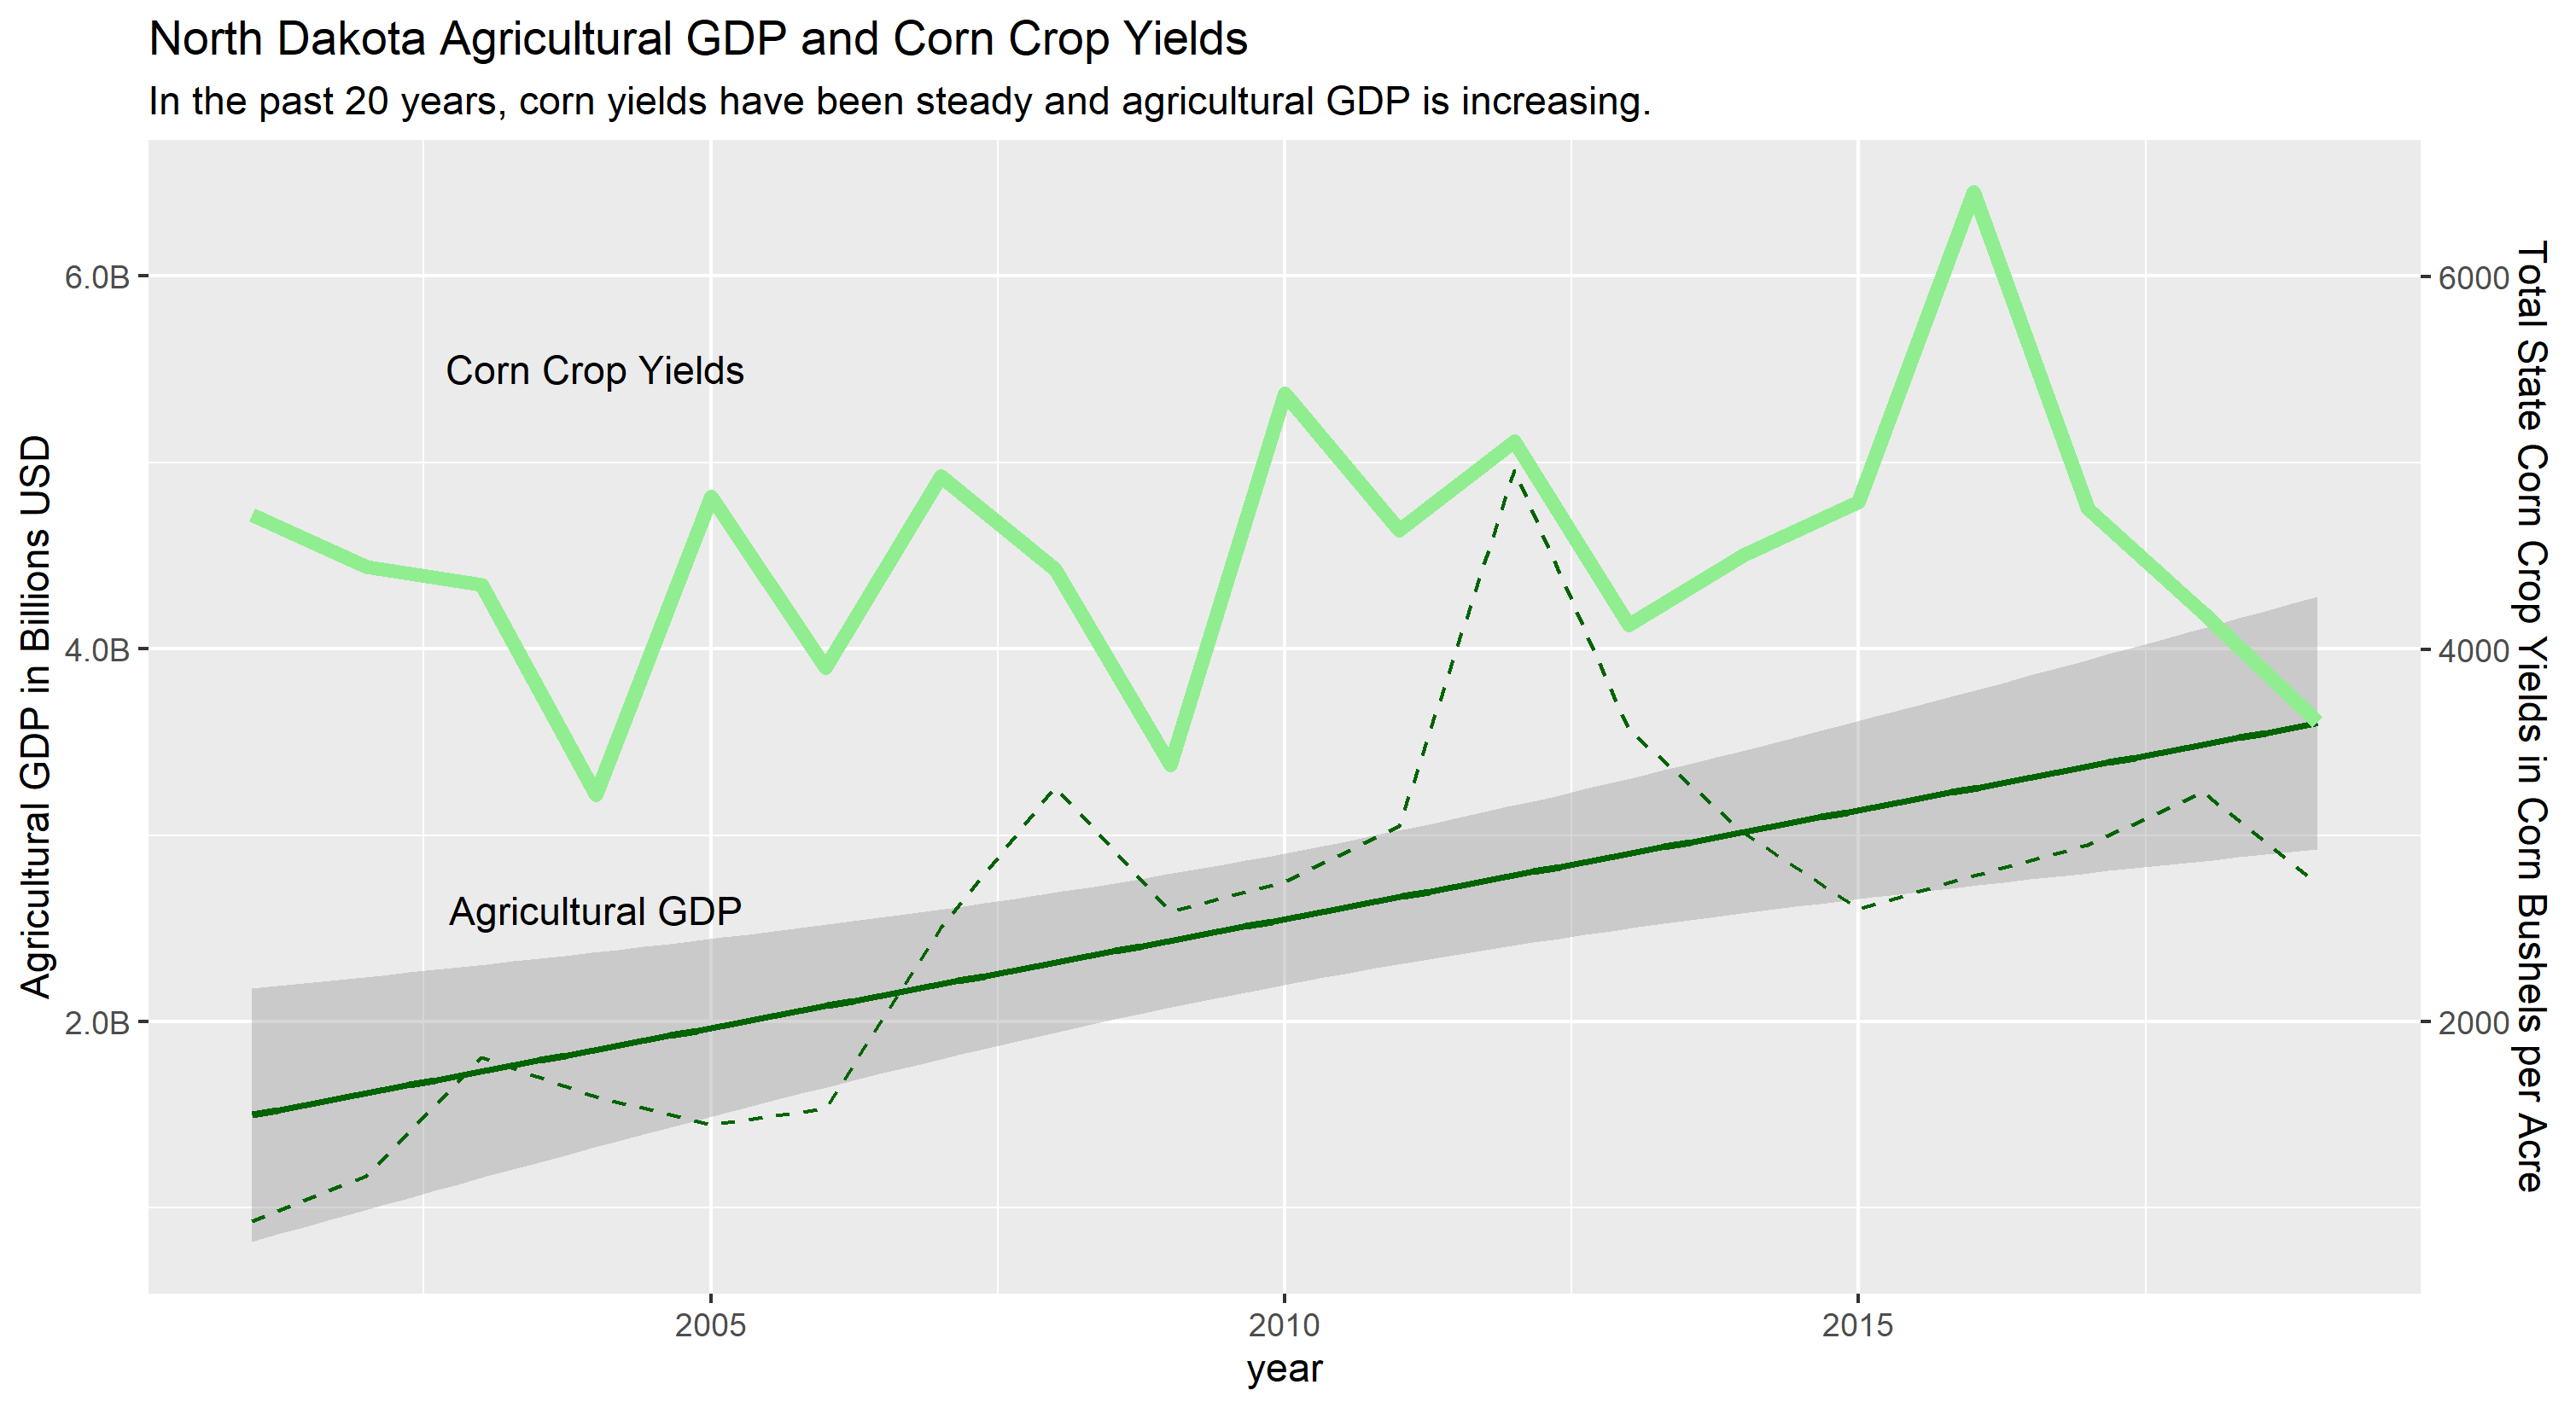 North Dakota Agricultural GDP and Corn Crop Yields
In the past 20 years, corn yields have been steady and agricultural GDP is increasing.
Agricultural GDP in Billions USD
6.0B
4.0B
2.0B
Corn Crop Yields
Agricultural GDP
6000
4000
2000
Total State Corn Crop Yields in Corn Bushels per Acre
2005
2010
2015
year